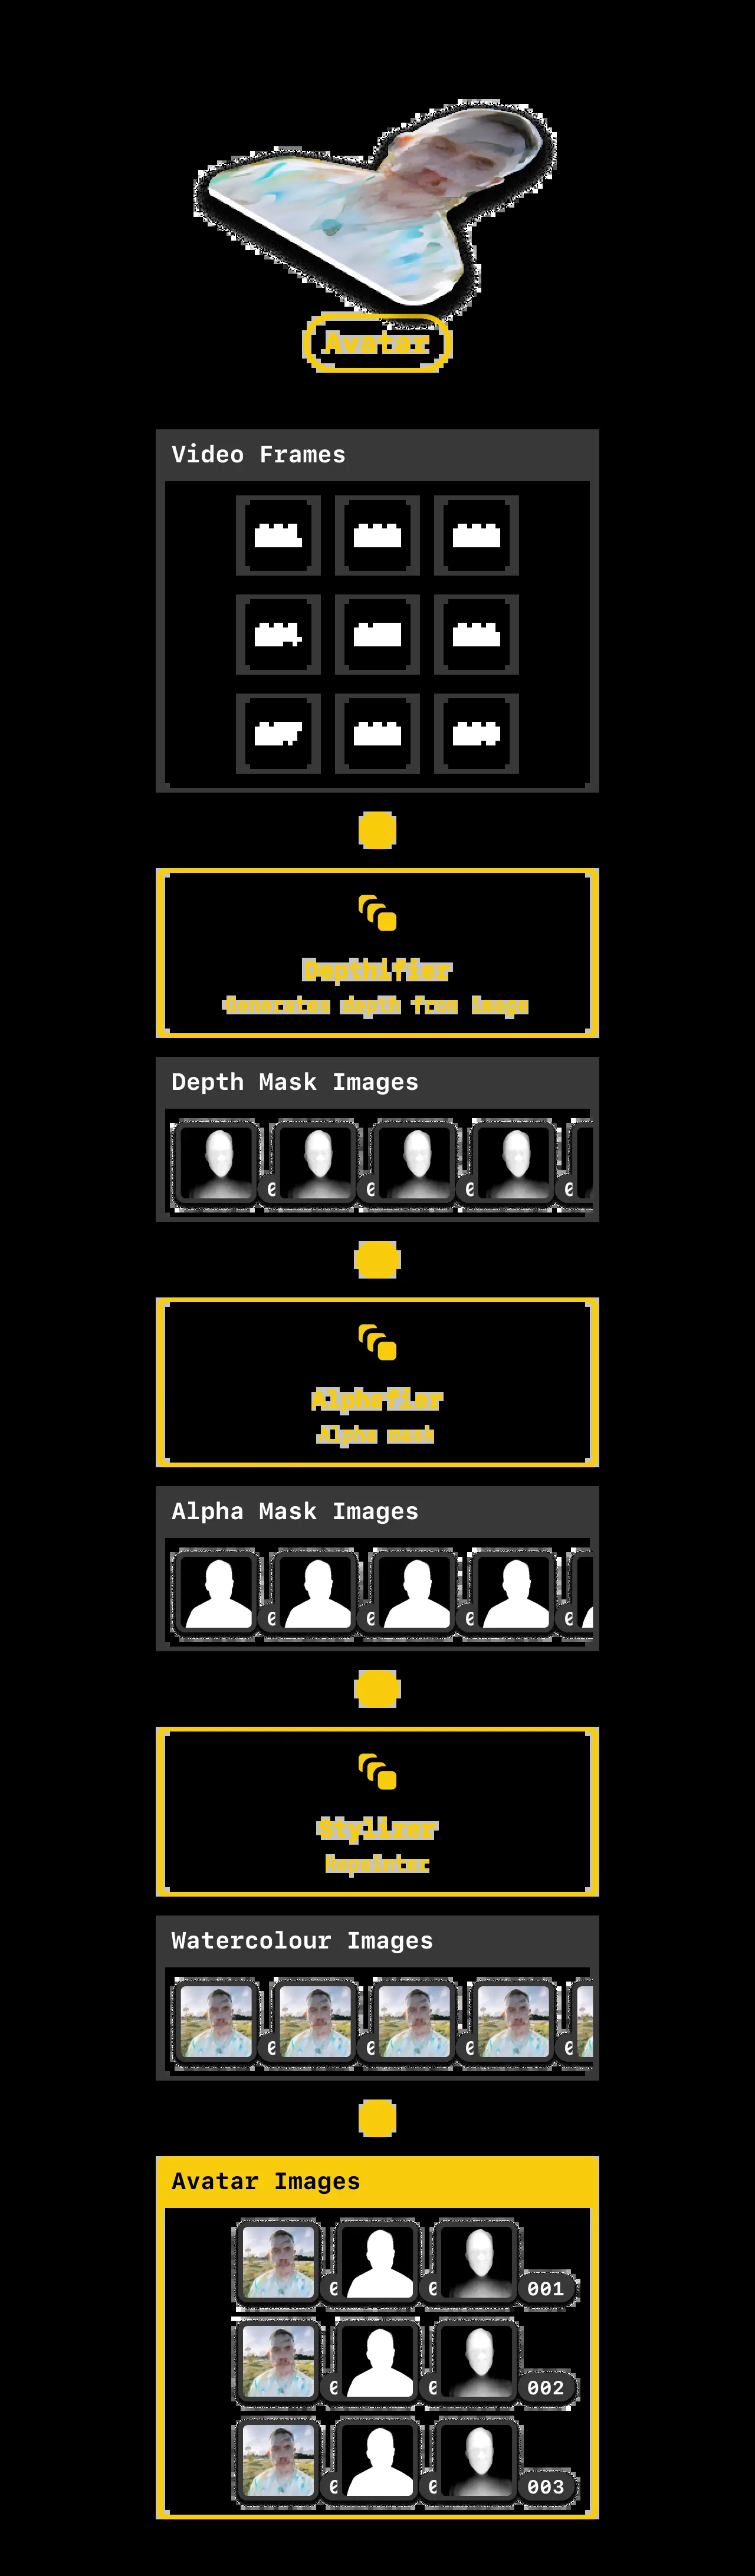 Avatar
Video Frames
Depthifier
Generates depth from image
Depth Mask Images
Alphafier
Alpha mask
Alpha Mask Images
Stylizer
Repainter
Watercolour Images
Avatar Images
001
002
003